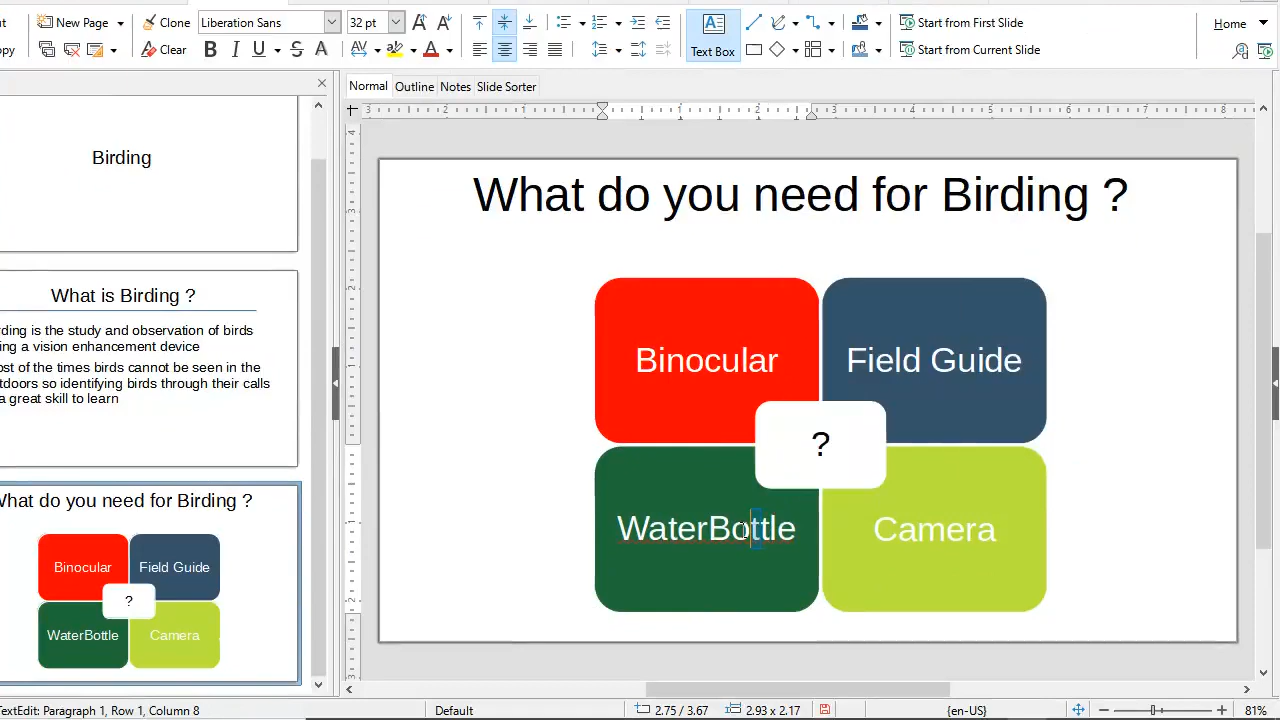 New Page
Clone
Liberation Sans
32 pt
Text Box
Start from First Slide
Home
Clear
B I U S A
Start from Current Slide
Normal Outline Notes Slide Sorter
Birding
What is Birding ?
rding is the study and observation of birds
ing a vision enhancement device
ost of the times birds cannot be seen in the
tdoors so identifying birds through their calls
a great skill to learn
What do you need for Birding ?
Binocular
Field Guide
?
WaterBottle
Camera
What do you need for Birding ?
Binocular
Field Guide
?
WaterBottle
Camera
TextEdit: Paragraph 1, Row 1, Column 8
Default
2.75 / 3.67
2.93 x 2.17
{en-US}
81%